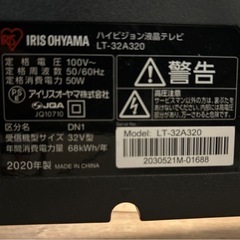 IRIS OHYAMA
ハイビジョン液晶テレビ
LT-32A320
定格電圧 100V～
定格周波数 50/60Hz
定格消費電力 50W
PS E
JQA
JQ10710
アイリスオーヤマ株式会社
区分名 DN1
受信機型サイズ 32V型
年間消費電力量 68kWh/年
2020年製 MADE IN CHINA
警告
Model: LT-32A320
2030521M-01688